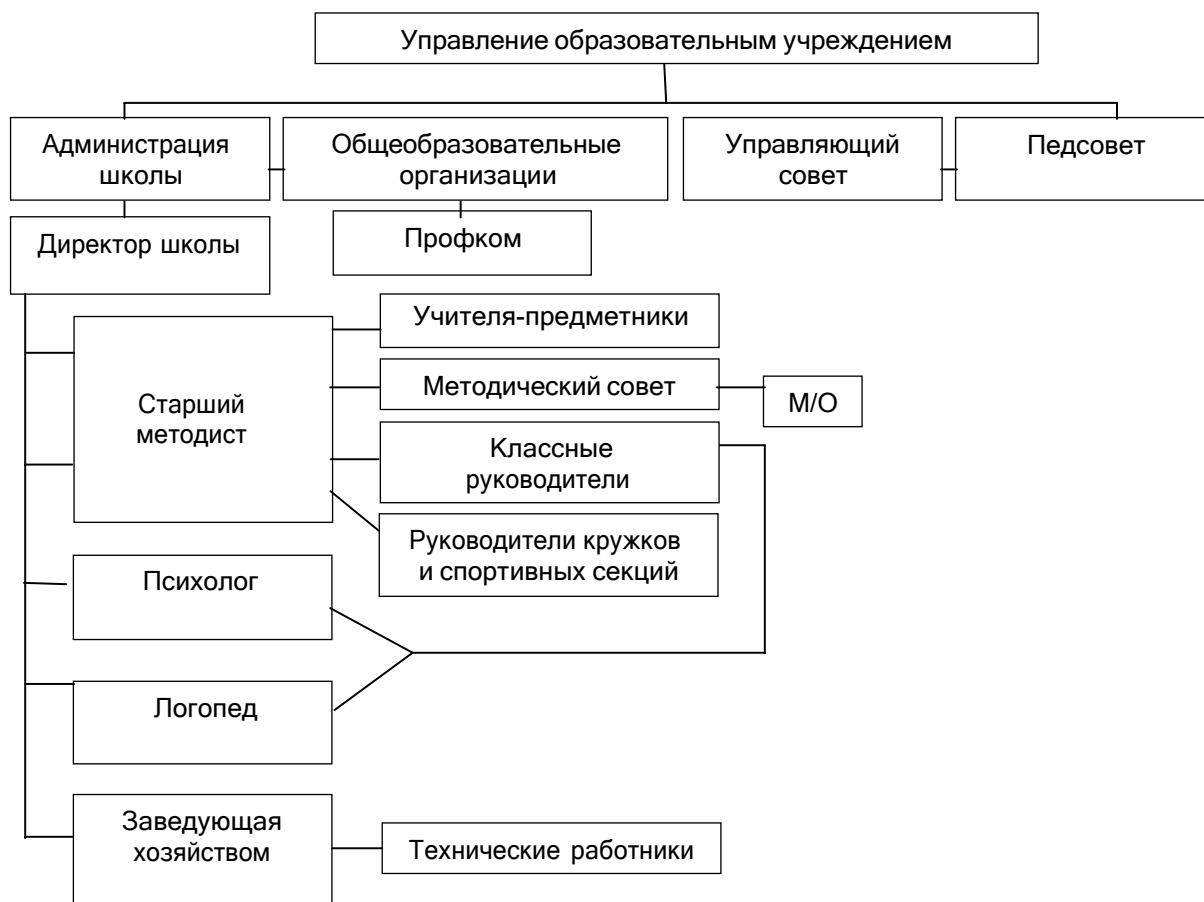 Управление образовательным учреждением
Администрация
школы
Общеобразовательные
организации
Управляющий
совет
Педсовет
Директор школы
Профком
Учителя-предметники
Старший
методист
Методический совет
М/О
Классные
руководители
Руководители кружков
и спортивных секций
Психолог
Логопед
Заведующая
хозяйством
Технические работники